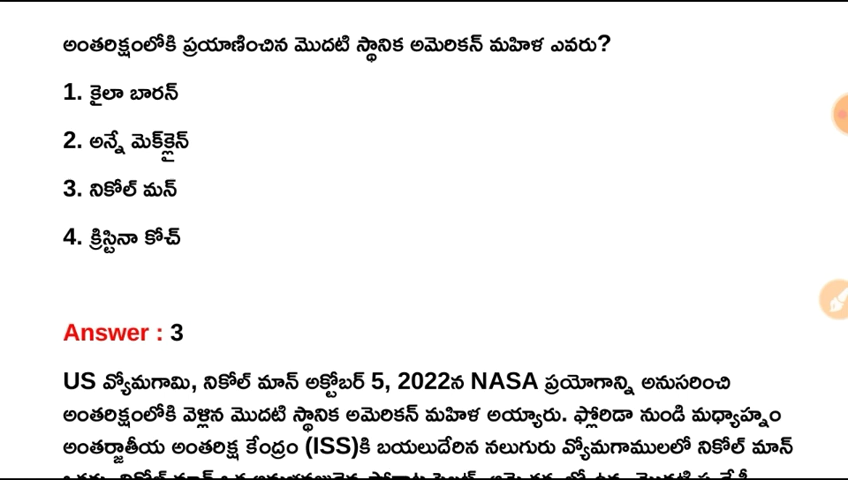 అంతరిక్షంలోకి ప్రయాణించిన మొదటి స్థానిక అమెరికన్ మహిళ ఎవరు?
1. కైలా బారన్
2. అన్నే మెక్‌క్లైన్
3. నికోల్ మన్
4. క్రిస్టినా కోచ్
Answer : 3
US వ్యోమగామి, నికోల్ మాన్ అక్టోబర్ 5, 2022న NASA ప్రయోగాన్ని అనుసరించి
అంతరిక్షంలోకి వెళ్లిన మొదటి స్థానిక అమెరికన్ మహిళ అయ్యారు. ఫ్లోరిడా నుండి మధ్యాహ్నం
అంతర్జాతీయ అంతరిక్ష కేంద్రం (ISS)కి బయలుదేరిన నలుగురు వ్యోమగాములలో నికోల్ మాన్